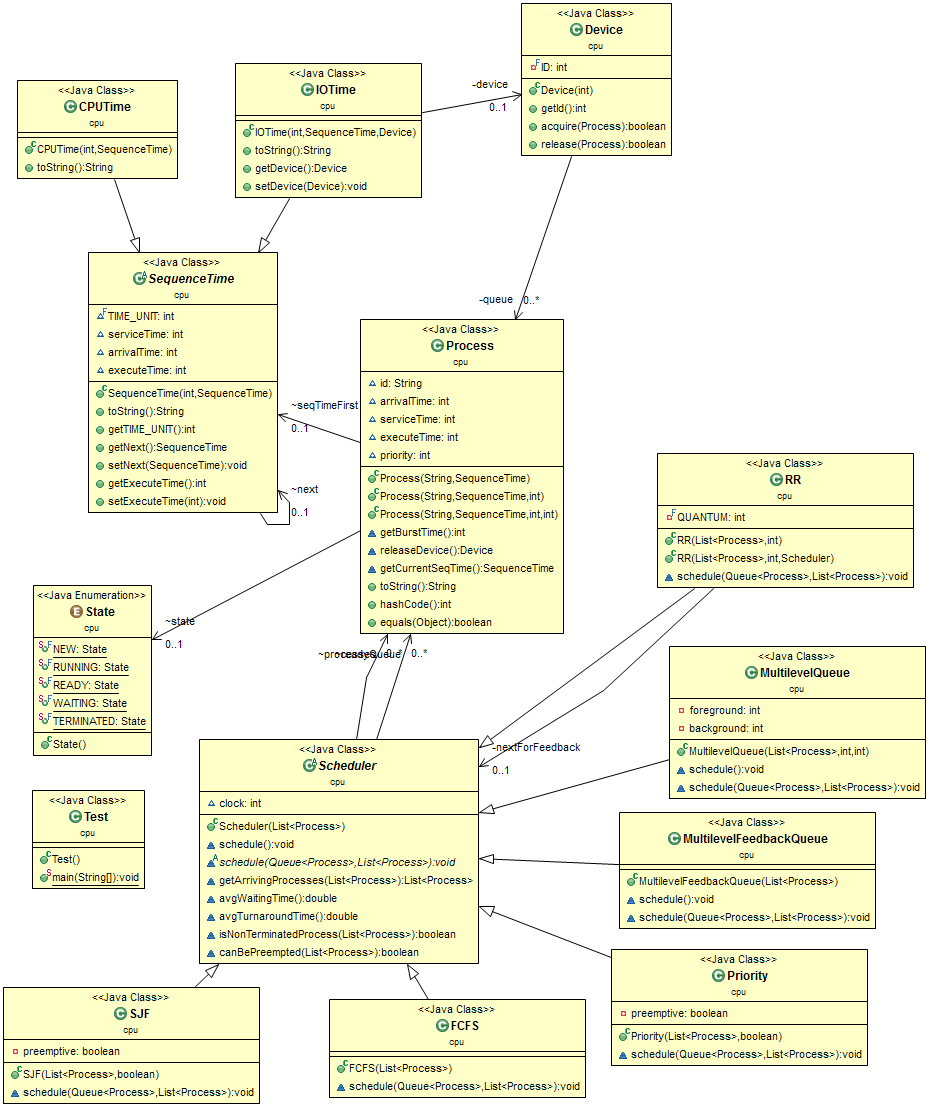 <<Java Class>>
Device
cpu
ID: int
Device(int)
getId():int
acquire(Process):boolean
release(Process):boolean
<<Java Class>>
IOTime
cpu
IOTime(int,SequenceTime,Device)
toString():String
getDevice():Device
setDevice(Device):void
-device
0..1
<<Java Class>>
CPUTime
cpu
CPUTime(int,SequenceTime)
toString():String
<<Java Class>>
SequenceTime
cpu
TIME_UNIT: int
serviceTime: int
arrivalTime: int
executeTime: int
SequenceTime(int,SequenceTime)
toString():String
getTIME_UNIT():int
getNext():SequenceTime
setNext(SequenceTime):void
getExecuteTime():int
setExecuteTime(int):void
~next
0..1
-queue
0..*
<<Java Class>>
Process
cpu
id: String
arrivalTime: int
serviceTime: int
executeTime: int
priority: int
Process(String,SequenceTime)
Process(String,SequenceTime,int)
Process(String,SequenceTime,int,int)
getBurstTime():int
releaseDevice():Device
getCurrentSeqTime():SequenceTime
toString():String
hashCode():int
equals(Object):boolean
~seqTimeFirst
0..1
~state
0..1
<<Java Class>>
RR
cpu
QUANTUM: int
RR(List<Process>,int)
RR(List<Process>,int,Scheduler)
schedule(Queue<Process>,List<Process>):void
<<Java Enumeration>>
State
cpu
NEW: State
RUNNING: State
READY: State
WAITING: State
TERMINATED: State
State()
~readyQueue
0..*
0..*
<<Java Class>>
MultilevelQueue
cpu
foreground: int
background: int
MultilevelQueue(List<Process>,int,int)
schedule():void
schedule(Queue<Process>,List<Process>):void
-nextForFeedback
0..1
<<Java Class>>
Scheduler
cpu
clock: int
Scheduler(List<Process>)
schedule():void
schedule(Queue<Process>,List<Process>):void
getArrivingProcesses(List<Process>):List<Process>
avgWaitingTime():double
avgTurnaroundTime():double
isNonTerminatedProcess(List<Process>):boolean
canBePreempted(List<Process>):boolean
<<Java Class>>
Test
cpu
Test()
main(String[]):void
<<Java Class>>
MultilevelFeedbackQueue
cpu
MultilevelFeedbackQueue(List<Process>)
schedule():void
schedule(Queue<Process>,List<Process>):void
<<Java Class>>
Priority
cpu
preemptive: boolean
Priority(List<Process>,boolean)
schedule(Queue<Process>,List<Process>):void
<<Java Class>>
SJF
cpu
preemptive: boolean
SJF(List<Process>,boolean)
schedule(Queue<Process>,List<Process>):void
<<Java Class>>
FCFS
cpu
FCFS(List<Process>)
schedule(Queue<Process>,List<Process>):void